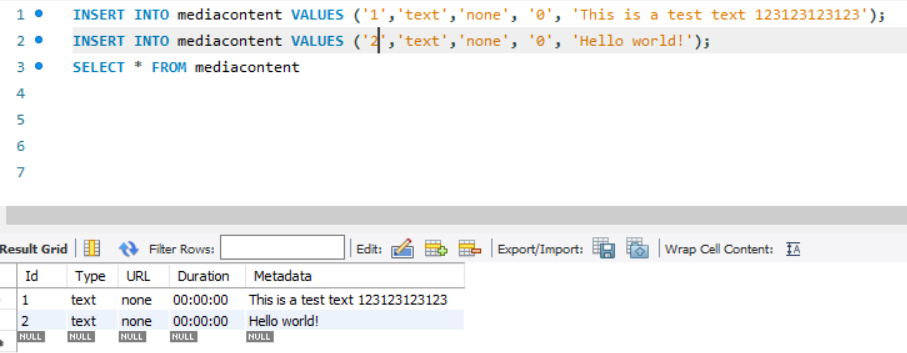 1 INSERT INTO mediacontent VALUES ('1','text','none', '0', 'This is a test text 123123123123');
2 INSERT INTO mediacontent VALUES ('2','text','none', '0', 'Hello world!');
3 SELECT * FROM mediacontent
4
5
6
7
Result Grid Filter Rows: Edit: Export/Import: Wrap Cell Content:
Id Type URL Duration Metadata
1 text none 00:00:00 This is a test text 123123123123
2 text none 00:00:00 Hello world!
NULL NULL NULL NULL NULL